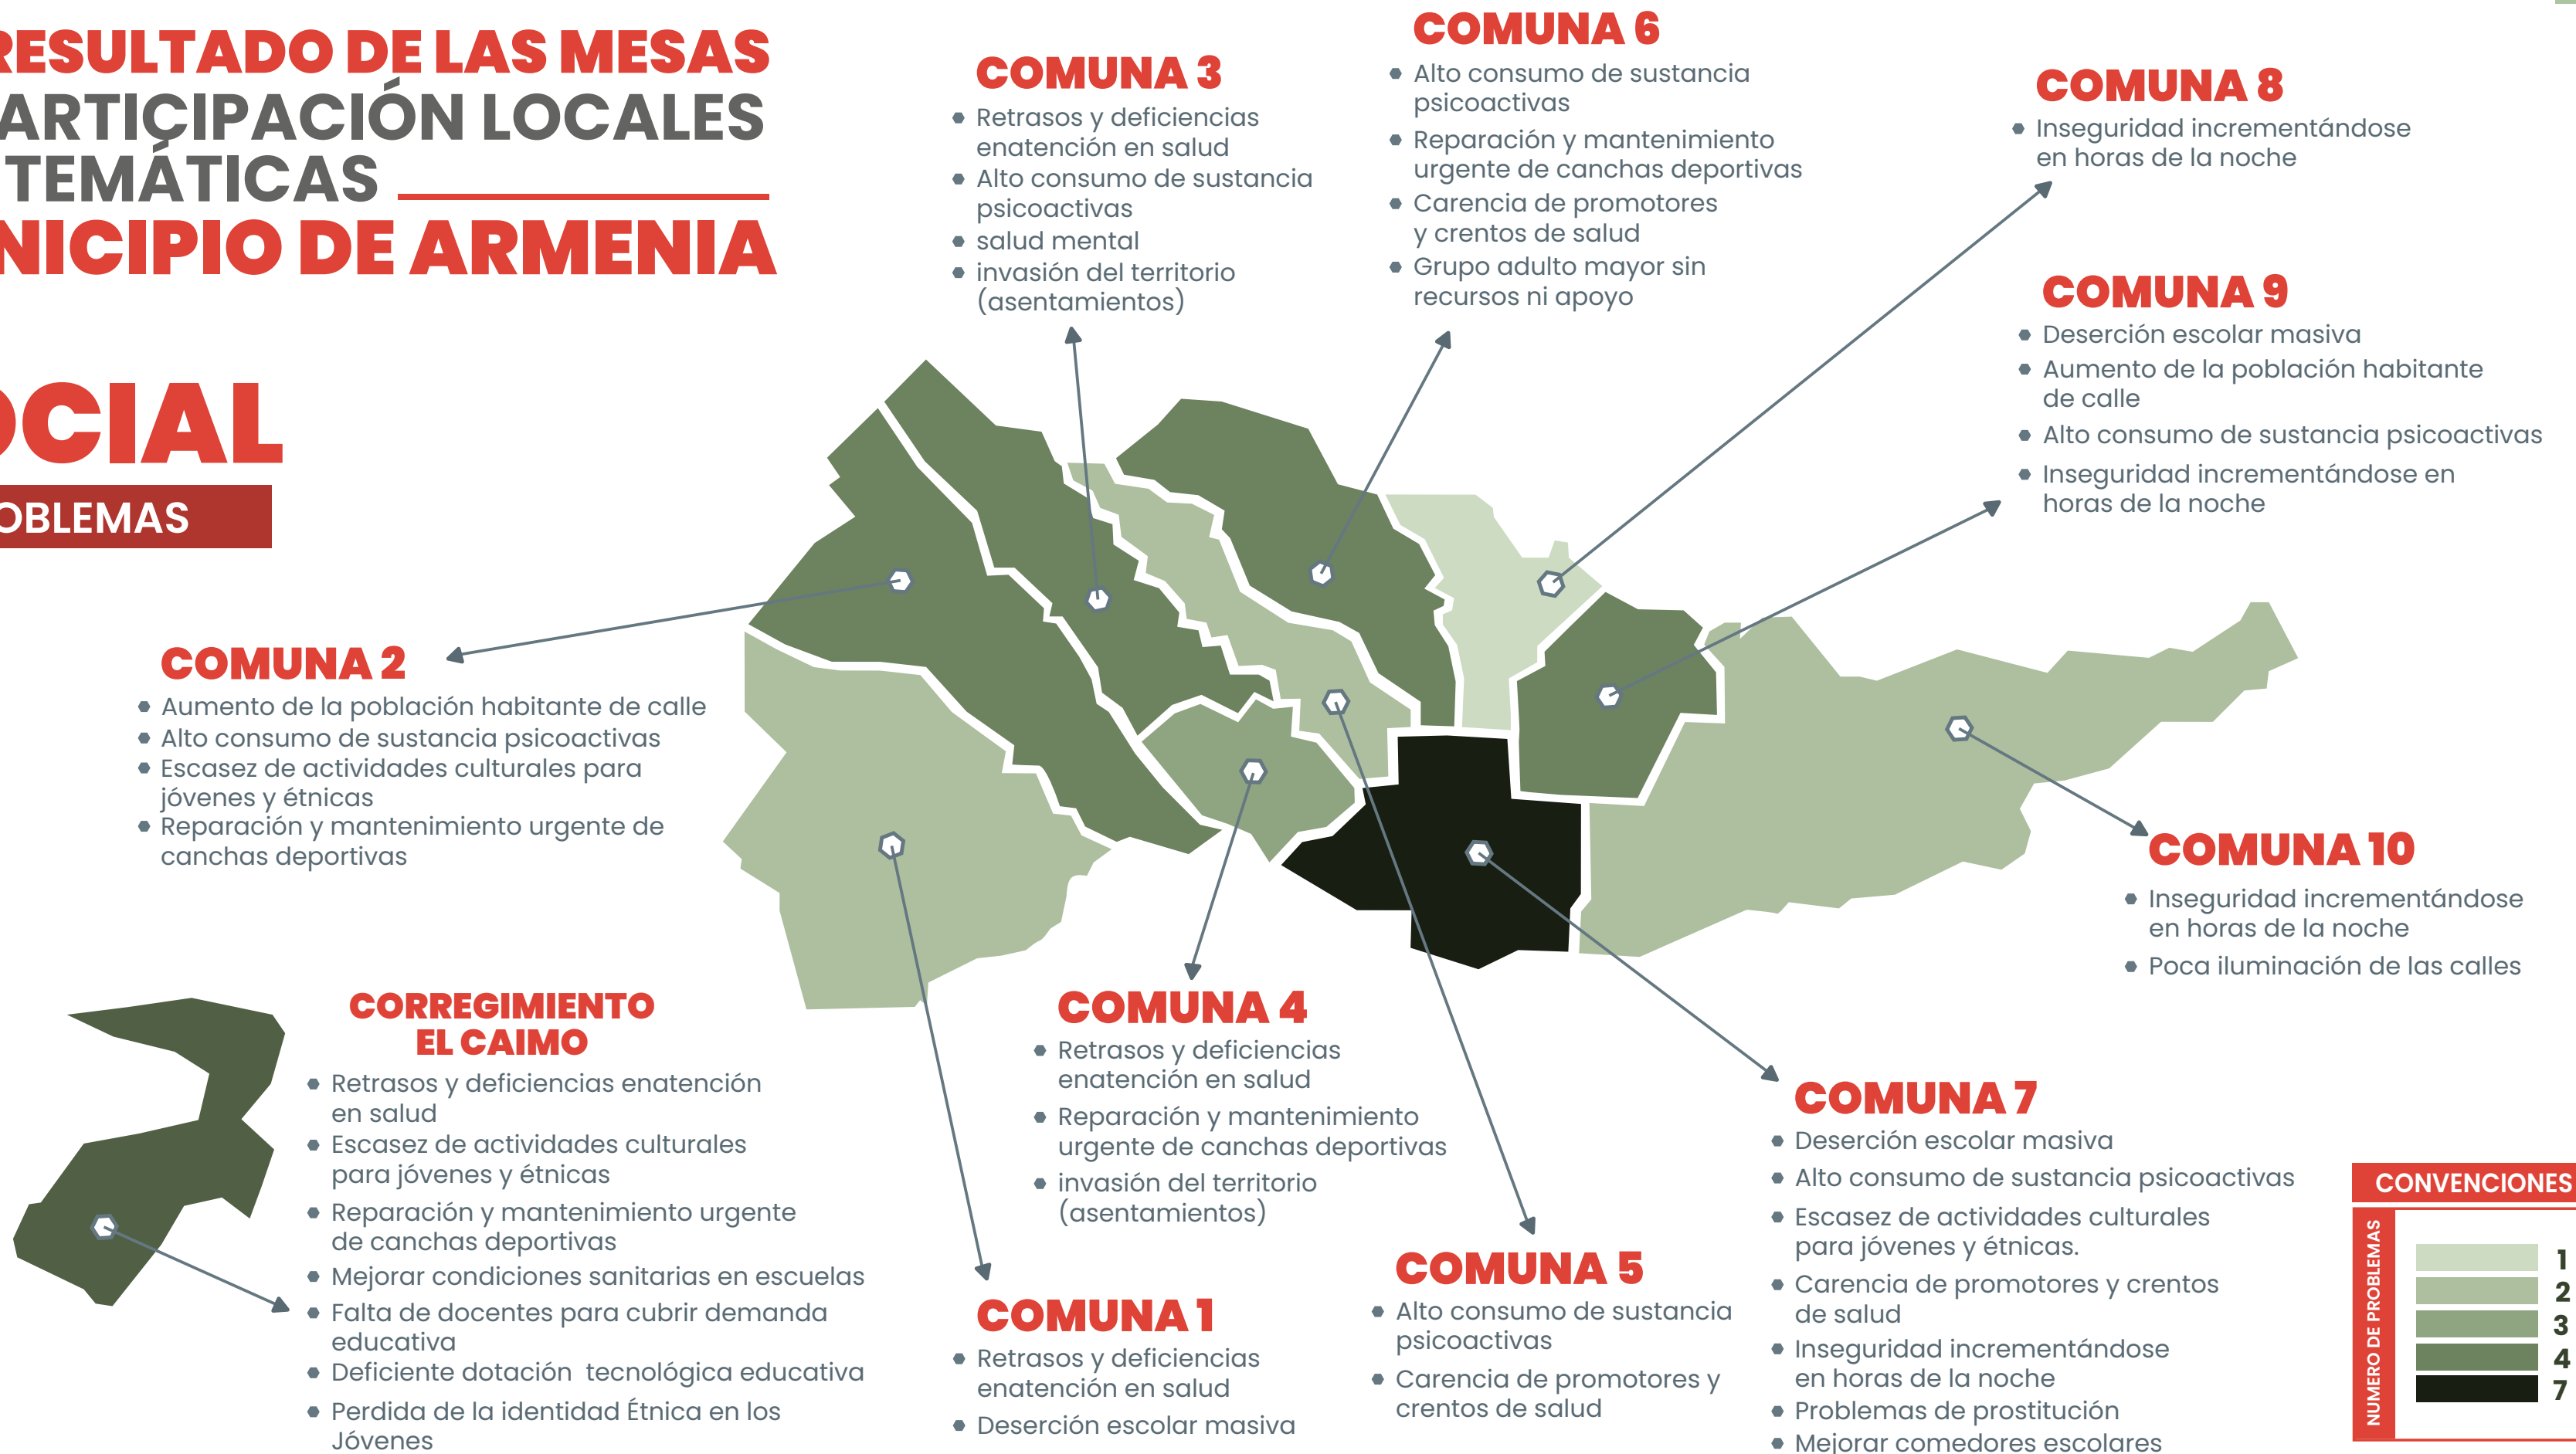 RESULTADO DE LAS MESAS
ARTICIPACIÓN LOCALES
TEMÁTICAS
NICIPIO DE ARMENIA
OCIAL
OBLEMAS
COMUNA 3
Retrasos y deficiencias
enatención en salud
Alto consumo de sustancia
psicoactivas
salud mental
invasión del territorio
(asentamientos)
COMUNA 6
Alto consumo de sustancia
psicoactivas
Reparación y mantenimiento
urgente de canchas deportivas
Carencia de promotores
y crentos de salud
Grupo adulto mayor sin
recursos ni apoyo
COMUNA 8
Inseguridad incrementándose
en horas de la noche
COMUNA 9
Deserción escolar masiva
Aumento de la población habitante
de calle
Alto consumo de sustancia psicoactivas
Inseguridad incrementándose en
horas de la noche
COMUNA 2
Aumento de la población habitante de calle
Alto consumo de sustancia psicoactivas
Escasez de actividades culturales para
jóvenes y étnicas
Reparación y mantenimiento urgente de
canchas deportivas
COMUNA 10
Inseguridad incrementándose
en horas de la noche
Poca iluminación de las calles
CORREGIMIENTO
EL CAIMO
Retrasos y deficiencias enatención
en salud
Escasez de actividades culturales
para jóvenes y étnicas
Reparación y mantenimiento urgente
de canchas deportivas
Mejorar condiciones sanitarias en escuelas
Falta de docentes para cubrir demanda
educativa
Deficiente dotación  tecnológica educativa
Perdida de la identidad Étnica en los
Jóvenes
COMUNA 4
Retrasos y deficiencias
enatención en salud
Reparación y mantenimiento
urgente de canchas deportivas
invasión del territorio
(asentamientos)
COMUNA 1
Retrasos y deficiencias
enatención en salud
Deserción escolar masiva
COMUNA 5
Alto consumo de sustancia
psicoactivas
Carencia de promotores y
crentos de salud
COMUNA 7
Deserción escolar masiva
Alto consumo de sustancia psicoactivas
Escasez de actividades culturales
para jóvenes y étnicas.
Carencia de promotores y crentos
de salud
Inseguridad incrementándose
en horas de la noche
Problemas de prostitución
Mejorar comedores escolares
CONVENCIONES
NUMERO DE PROBLEMAS
1
2
3
4
7